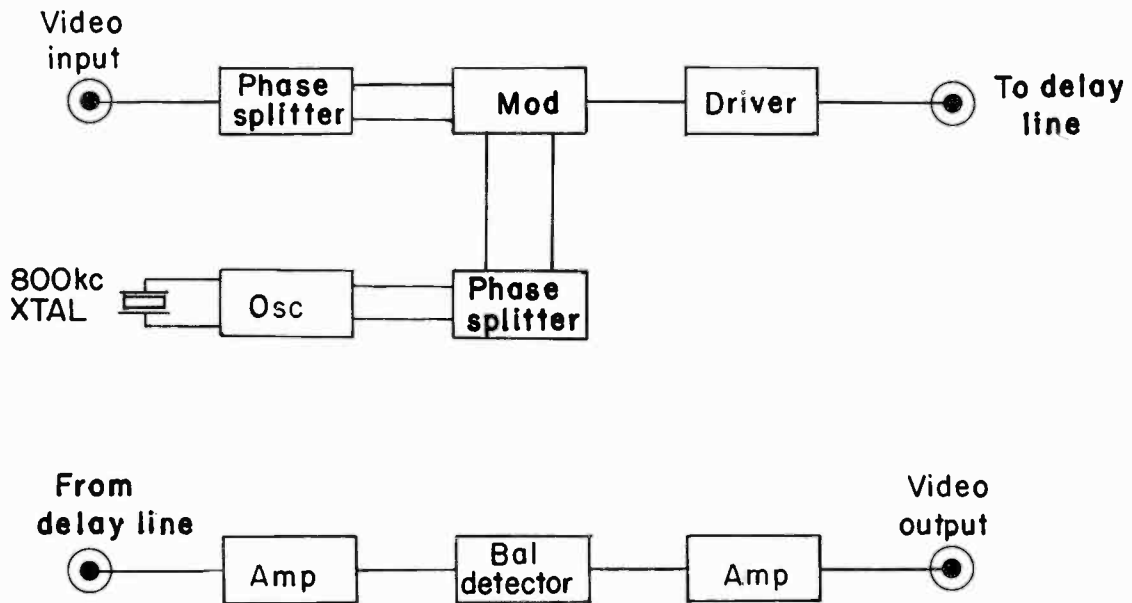 Video
input
Phase
splitter
Mod
Driver
To delay
line
800kc
XTAL
Osc
Phase
splitter
From
delay line
Amp
Bal
detector
Amp
Video
output